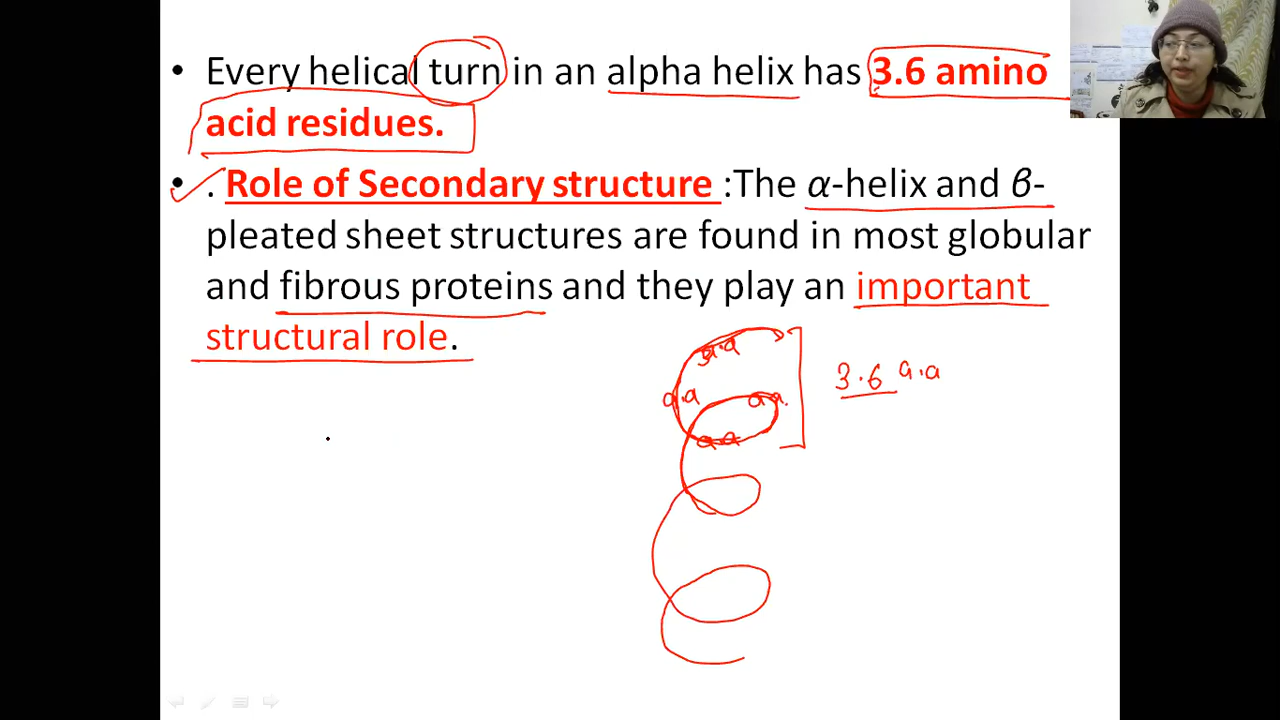 • Every helical turn in an alpha helix has 3.6 amino
acid residues.
• . Role of Secondary structure :The α-helix and β-
pleated sheet structures are found in most globular
and fibrous proteins and they play an important
structural role.
a.a
a.a
a.a.
a.a
3.6 a.a